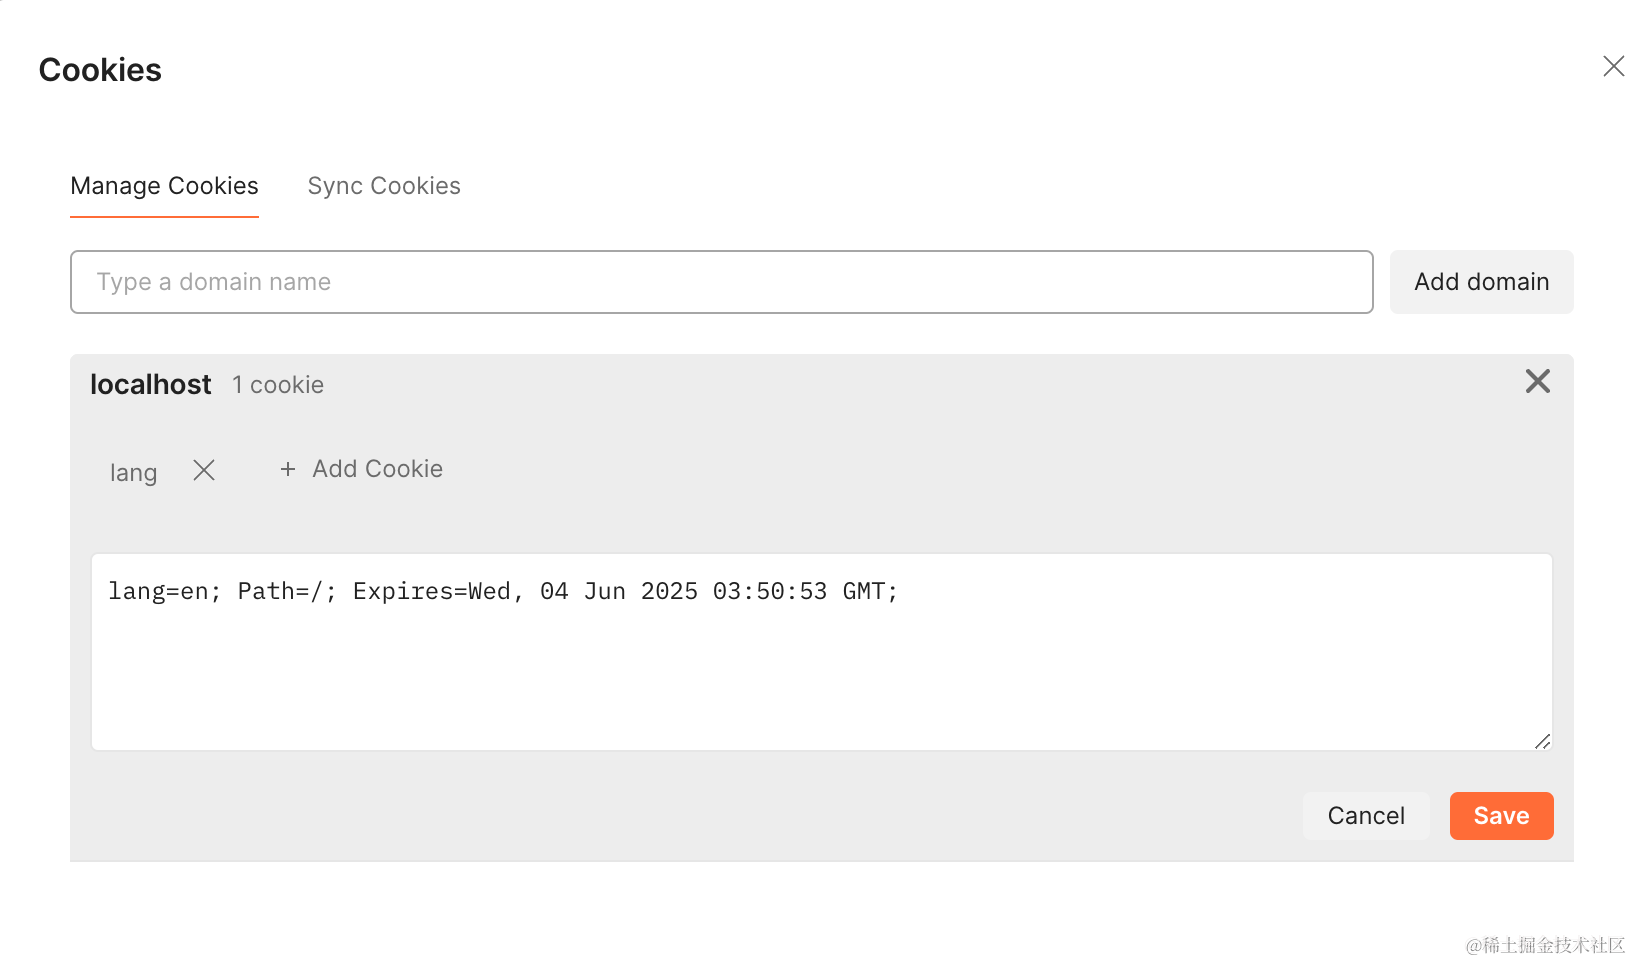 Cookies
Manage Cookies Sync Cookies
Type a domain name Add domain
localhost 1 cookie
lang + Add Cookie
lang=en; Path=/; Expires=Wed, 04 Jun 2025 03:50:53 GMT;
Cancel Save
@稀土掘金技术社区